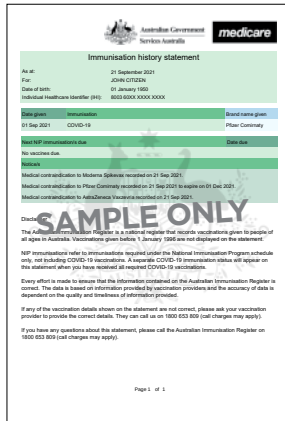 Australian Government
Services Australia
medicare
Immunisation history statement
As at: 21 September 2021
For: JOHN CITIZEN
Date of birth: 01 January 1950
Individual Healthcare Identifier (IHI): 8003 60XX XXXX XXXX
Date given Immunisation Brand name given
01 Sep 2021 COVID-19 Pfizer Comirnaty
Next NIP immunisation/s due Date due
No vaccines due.
Notice/s
Medical contraindication to Moderna Spikevax recorded on 21 Sep 2021.
Medical contraindication to Pfizer Comirnaty recorded on 21 Sep 2021 to expire on 01 Dec 2021.
Medical contraindication to AstraZeneca Vaxzevria recorded on 21 Sep 2021.
SAMPLE ONLY
Disclaimer
The Australian Immunisation Register is a national register that records vaccinations given to people of
all ages in Australia. Vaccinations given before 1 January 1996 are not displayed on the statement.
NIP immunisations refer to immunisations required under the National Immunisation Program schedule
only, not including COVID-19 vaccinations. A separate COVID-19 immunisation status will appear on
this statement when you have received all required COVID-19 vaccinations.
Every effort is made to ensure that the information contained on the Australian Immunisation Register is
correct. The data is based on information provided by vaccination providers and the accuracy of data is
dependent on the quality and timeliness of information provided.
If any of the vaccination details shown on the statement are not correct, please ask your vaccination
provider to provide the correct details. They can call us on 1800 653 809 (call charges may apply).
If you have any questions about this statement, please call the Australian Immunisation Register on
1800 653 809 (call charges may apply).
Page 1 of 1